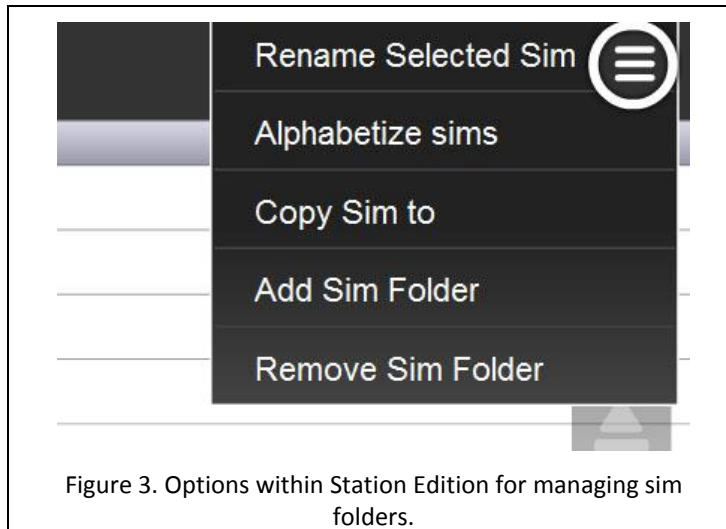 Rename Selected Sim
Alphabetize sims
Copy Sim to
Add Sim Folder
Remove Sim Folder
Figure 3. Options within Station Edition for managing sim
folders.